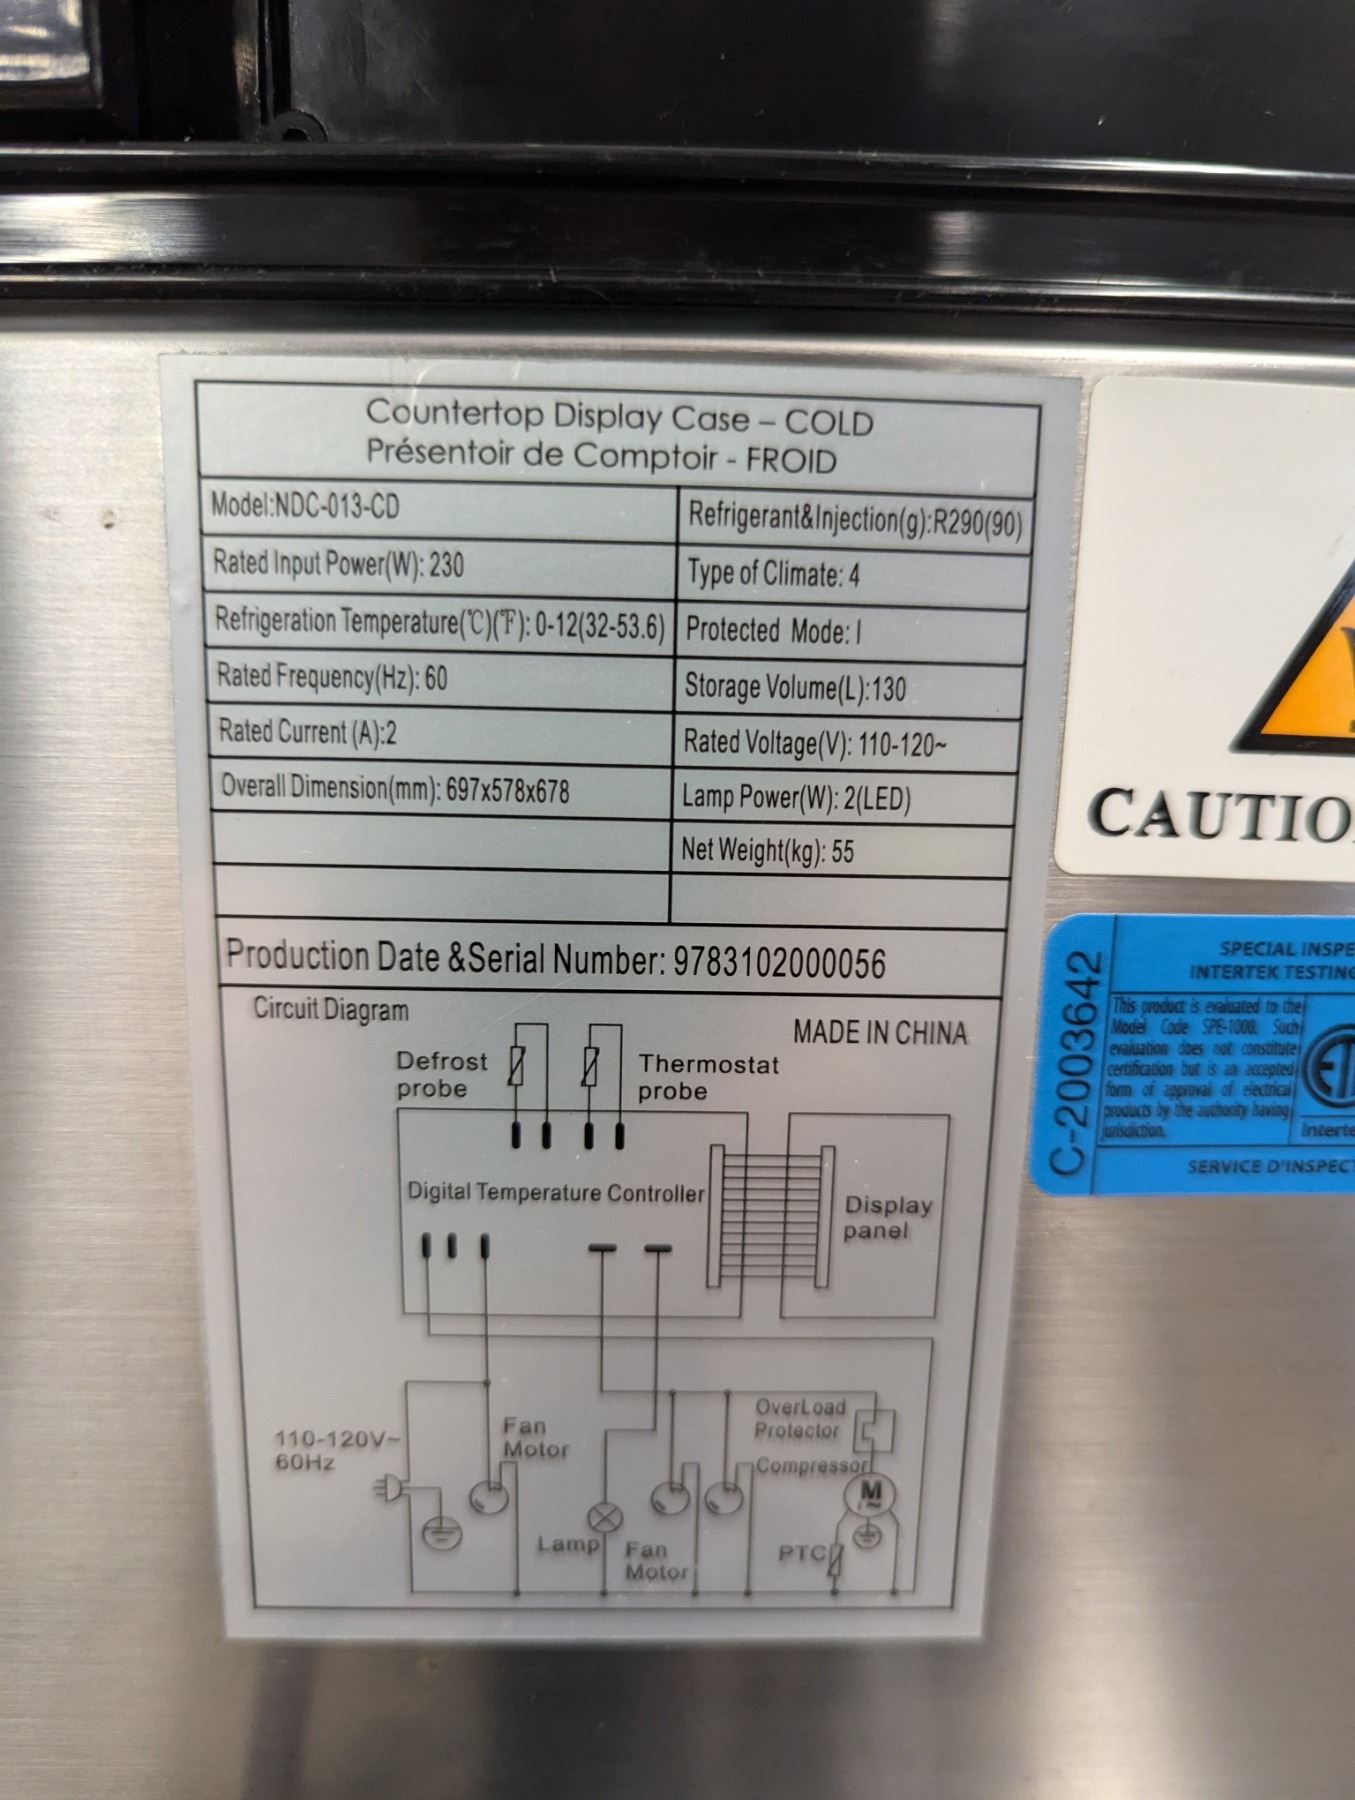 Countertop Display Case – COLD
Présentoir de Comptoir - FROID
Model:NDC-013-CD
Refrigerant&Injection(g):R290(90)
Rated Input Power(W): 230
Type of Climate: 4
Refrigeration Temperature(℃)(℉): 0-12(32-53.6)
Protected Mode: I
Rated Frequency(Hz): 60
Storage Volume(L):130
Rated Current (A):2
Rated Voltage(V): 110-120~
Overall Dimension(mm): 697x578x678
Lamp Power(W): 2(LED)
Net Weight(kg): 55
Production Date &Serial Number: 9783102000056
Circuit Diagram
MADE IN CHINA
Defrost
probe
Thermostat
probe
Digital Temperature Controller
Display
panel
110-120V~
60Hz
Fan
Motor
OverLoad
Protector
Compressor
M
~
Lamp
Fan
Motor
PTC
CAUTIO
C-2003642
SPECIAL INSPE
INTERTEK TESTING
This product is evaluated to the
Model Code SPE-1000. Such
evaluation does not constitute
certification but is an accepted
form of approval of electrical
products by the authority having
jurisdiction.
Interte
SERVICE D'INSPECT